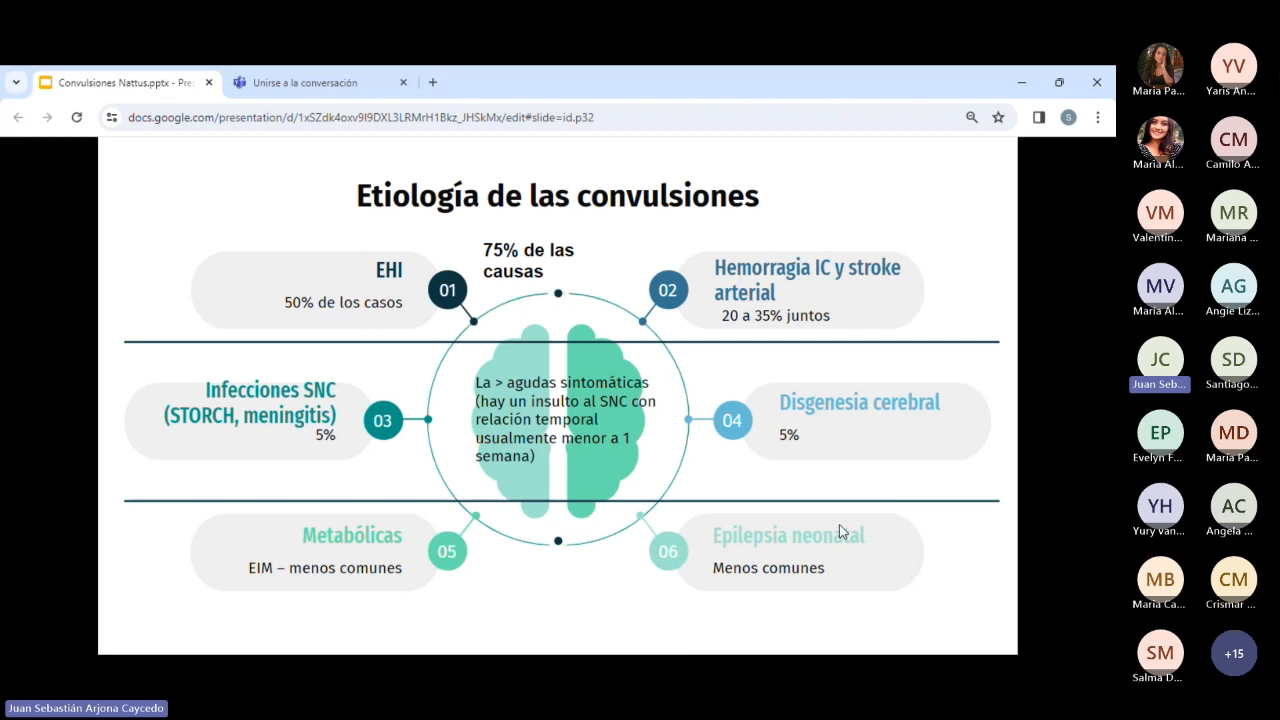 Convulsiones Nattus.pptx - Pre
Unirse a la conversación
docs.google.com/presentation/d/1xSZdk4oxv9I9DXL3LRMrH1Bkz_JHSkMx/edit#slide=id.p32
S
Etiología de las convulsiones
75% de las
causas
EHI
50% de los casos
01
02
Hemorragia IC y stroke
arterial
20 a 35% juntos
Infecciones SNC
(STORCH, meningitis)
5%
03
La > agudas sintomáticas
(hay un insulto al SNC con
relación temporal
usualmente menor a 1
semana)
04
Disgenesia cerebral
5%
Metabólicas
EIM – menos comunes
05
06
Epilepsia neonatal
Menos comunes
Maria Pa...
YV
Yaris An...
Maria Al...
CM
Camilo A...
VM
Valentin...
MR
Mariana ...
MV
María Al...
AG
Angie Liz...
JC
Juan Seb...
SD
Santiago...
EP
Evelyn F...
MD
María Pa...
YH
Yury van...
AC
Angela ...
MB
Maria Ca...
CM
Crismar ...
SM
Salma D...
+15
Juan Sebastián Arjona Caycedo